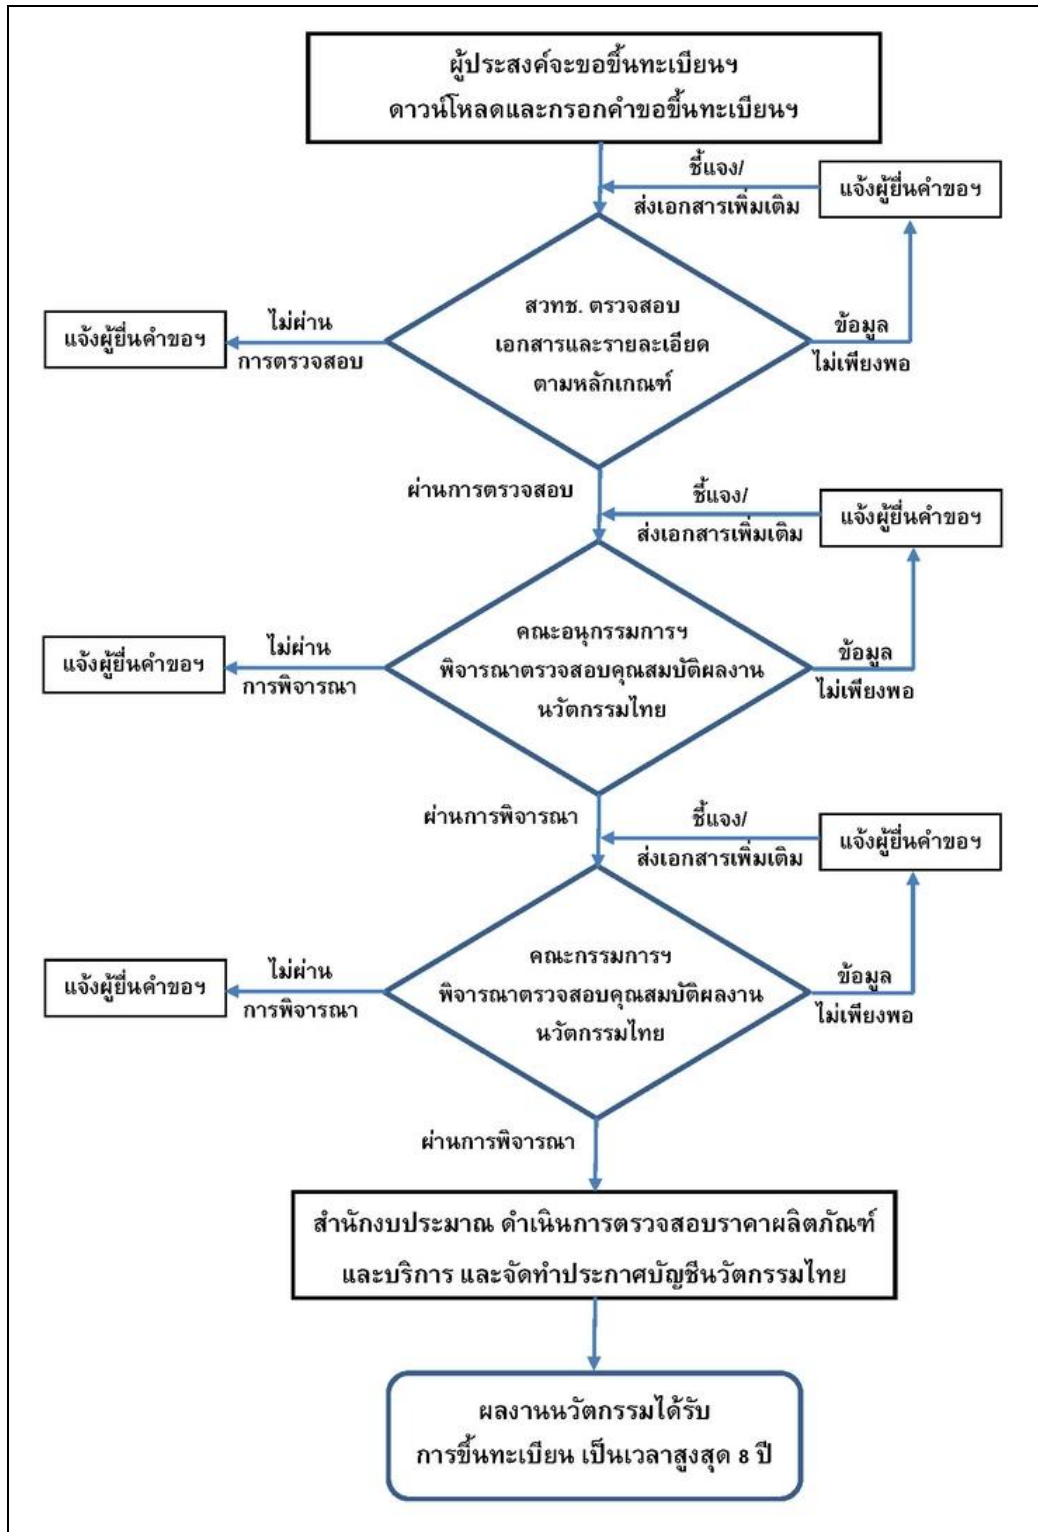 ผู้ประสงค์จะขอขึ้นทะเบียนฯ
ดาวน์โหลดและกรอกคำขอขึ้นทะเบียนฯ
ชี้แจง/
ส่งเอกสารเพิ่มเติม
แจ้งผู้ยื่นคำขอฯ
สวทช. ตรวจสอบ
เอกสารและรายละเอียด
ตามหลักเกณฑ์
ไม่ผ่าน
การตรวจสอบ
แจ้งผู้ยื่นคำขอฯ
ข้อมูล
ไม่เพียงพอ
ผ่านการตรวจสอบ
ชี้แจง/
ส่งเอกสารเพิ่มเติม
แจ้งผู้ยื่นคำขอฯ
คณะอนุกรรมการฯ
พิจารณาตรวจสอบคุณสมบัติผลงาน
นวัตกรรมไทย
ไม่ผ่าน
การพิจารณา
แจ้งผู้ยื่นคำขอฯ
ข้อมูล
ไม่เพียงพอ
ผ่านการพิจารณา
ชี้แจง/
ส่งเอกสารเพิ่มเติม
แจ้งผู้ยื่นคำขอฯ
คณะกรรมการฯ
พิจารณาตรวจสอบคุณสมบัติผลงาน
นวัตกรรมไทย
ไม่ผ่าน
การพิจารณา
แจ้งผู้ยื่นคำขอฯ
ข้อมูล
ไม่เพียงพอ
ผ่านการพิจารณา
สำนักงบประมาณ ดำเนินการตรวจสอบราคาผลิตภัณฑ์
และบริการ และจัดทำประกาศบัญชีนวัตกรรมไทย
ผลงานนวัตกรรมได้รับ
การขึ้นทะเบียน เป็นเวลาสูงสุด 8 ปี